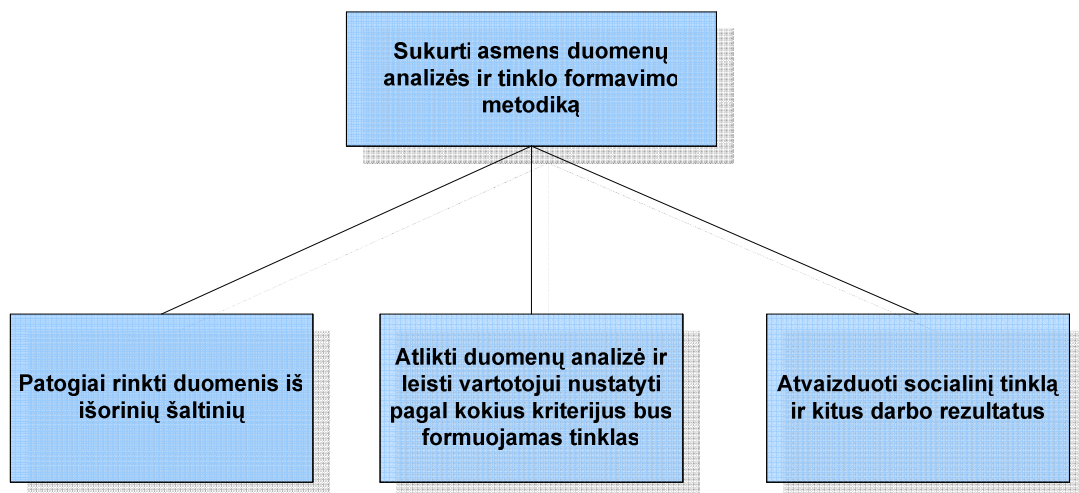 Sukurti asmens duomenų
analizės ir tinklo formavimo
metodiką
Patogiai rinkti duomenis iš
išorinių šaltinių
Atlikti duomenų analizė ir
leisti vartotojui nustatyti
pagal kokius kriterijus bus
formuojamas tinklas
Atvaizduoti socialinį tinklą
ir kitus darbo rezultatus